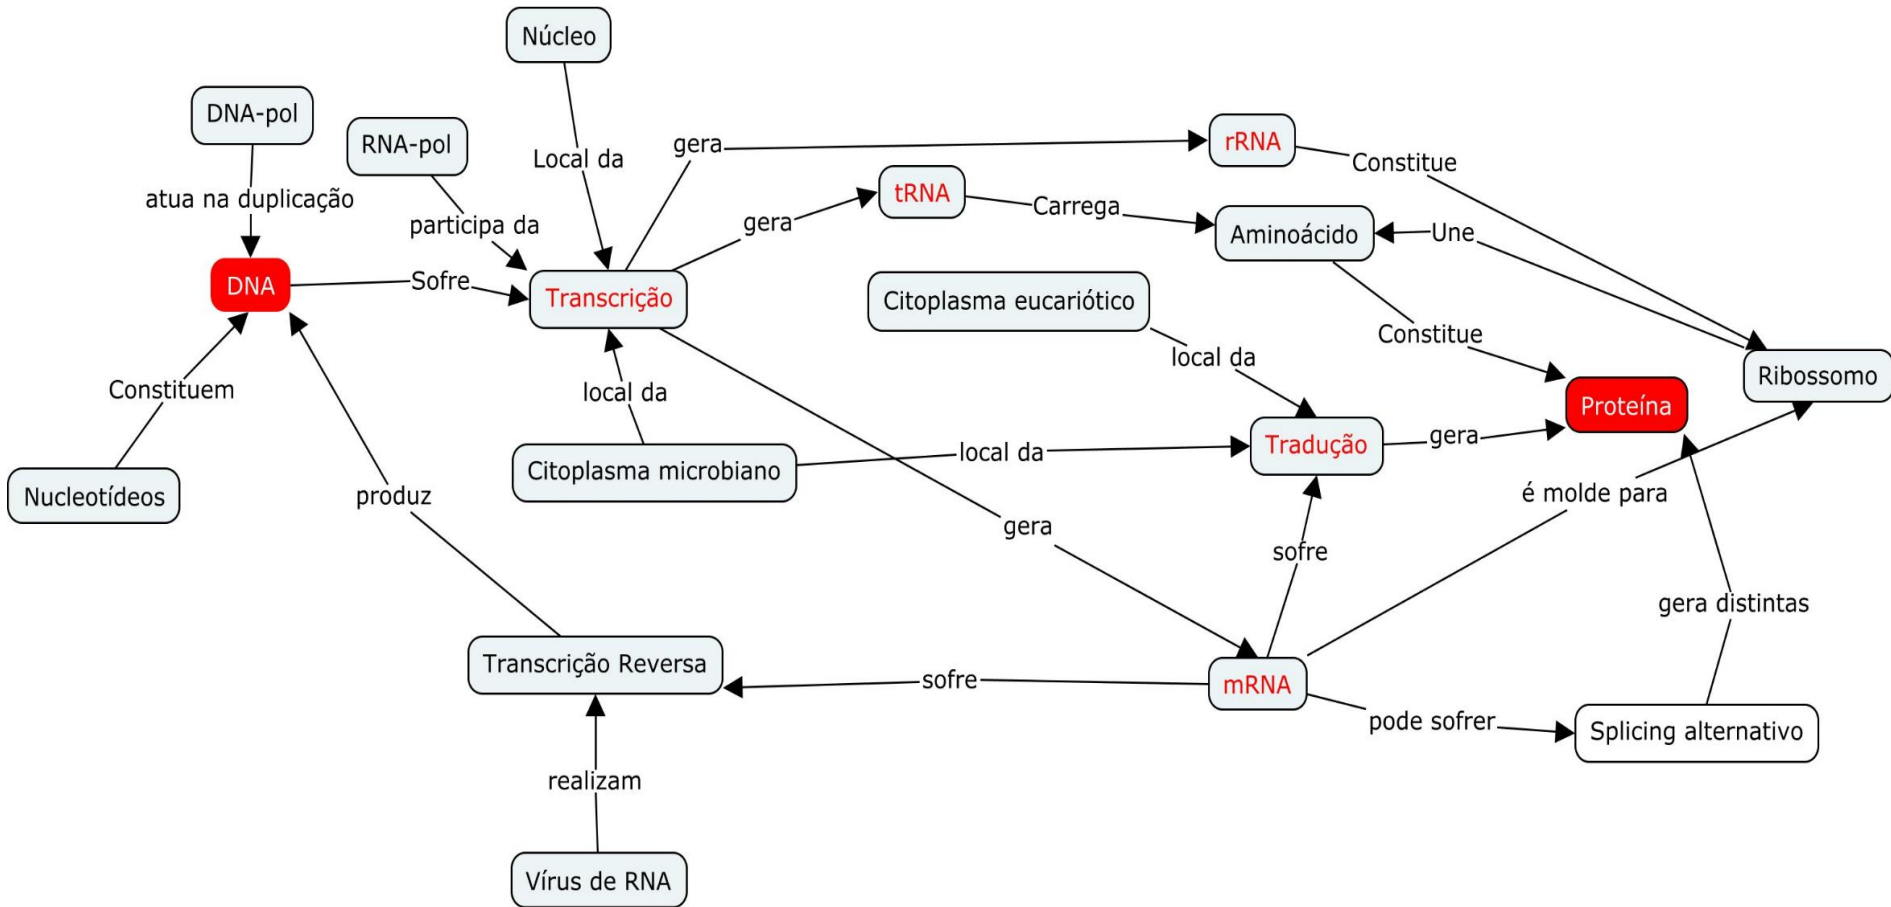 Núcleo
DNA-pol
RNA-pol
rRNA
gera
Local da
Constitue
atua na duplicação
tRNA
Carrega
participa da
gera
Aminoácido
Une
DNA
Sofre
Transcrição
Citoplasma eucariótico
Constitue
local da
Ribossomo
Constituem
local da
Proteína
Tradução
gera
local da
Citoplasma microbiano
Nucleotídeos
produz
é molde para
gera
sofre
gera distintas
Transcrição Reversa
sofre
mRNA
pode sofrer
Splicing alternativo
realizam
Vírus de RNA